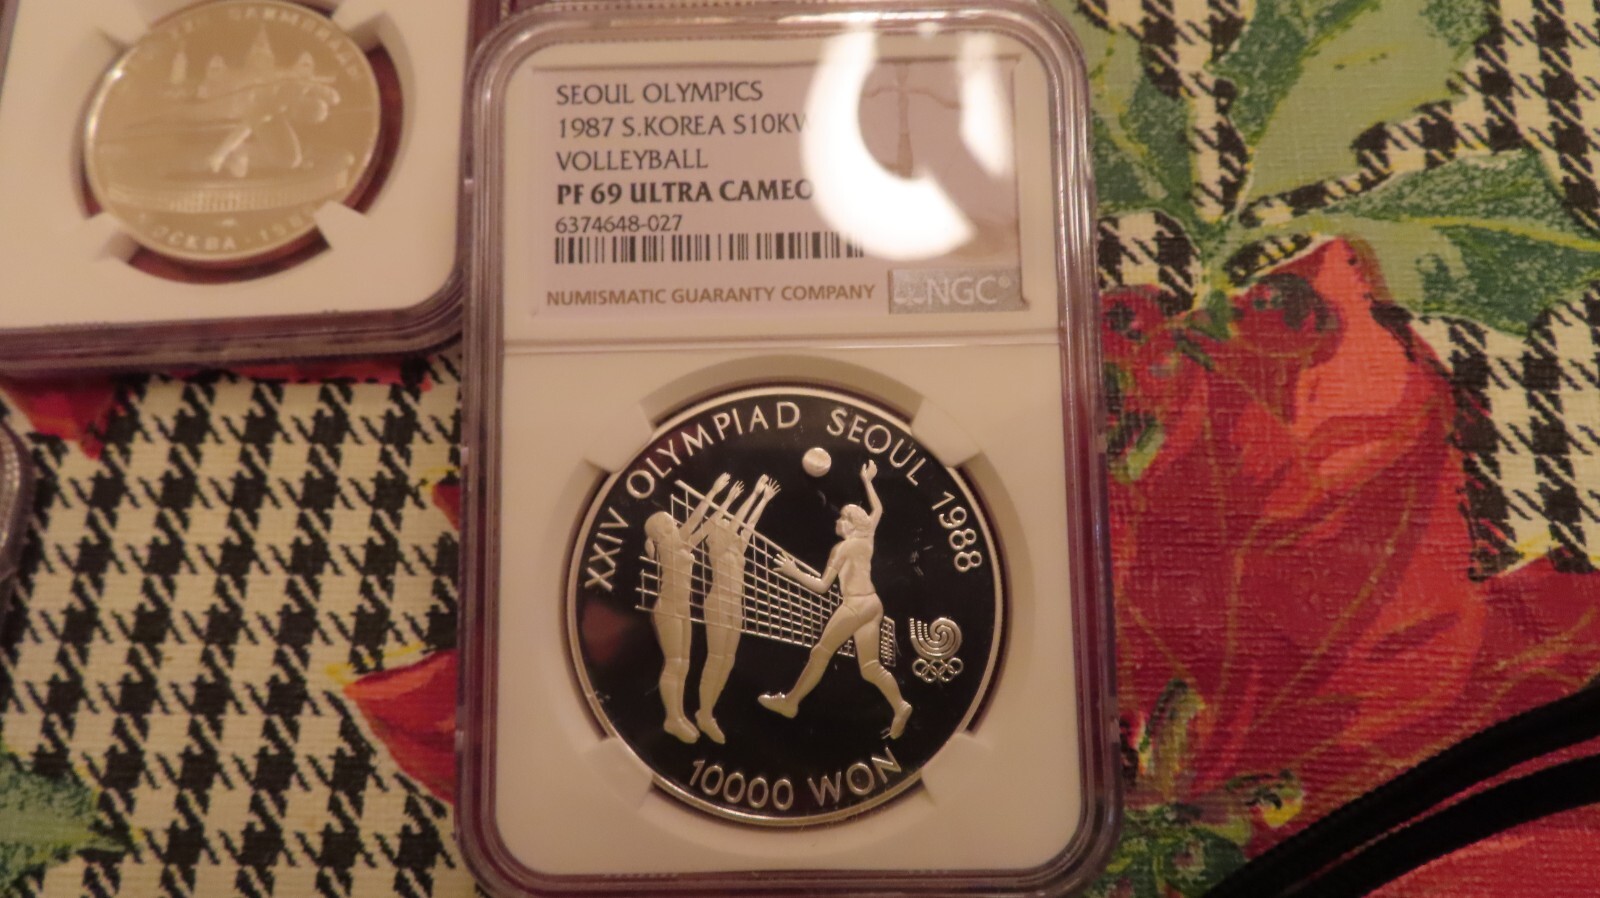 SEOUL OLYMPICS
1987 S.KOREA S10KW
VOLLEYBALL
PF 69 ULTRA CAMEO
6374648-027
NUMISMATIC GUARANTY COMPANY
NGC®
XXIV OLYMPIAD SEOUL 1988
10000 WON